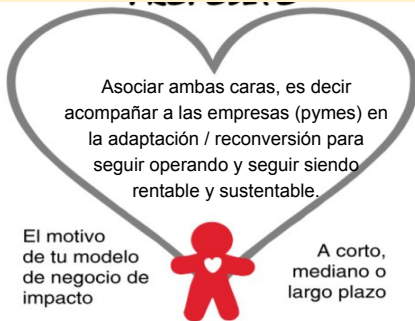 Asociar ambas caras, es decir
acompañar a las empresas (pymes) en
la adaptación / reconversión para
seguir operando y seguir siendo
rentable y sustentable.
El motivo
de tu modelo
de negocio de
impacto
A corto,
mediano o
largo plazo